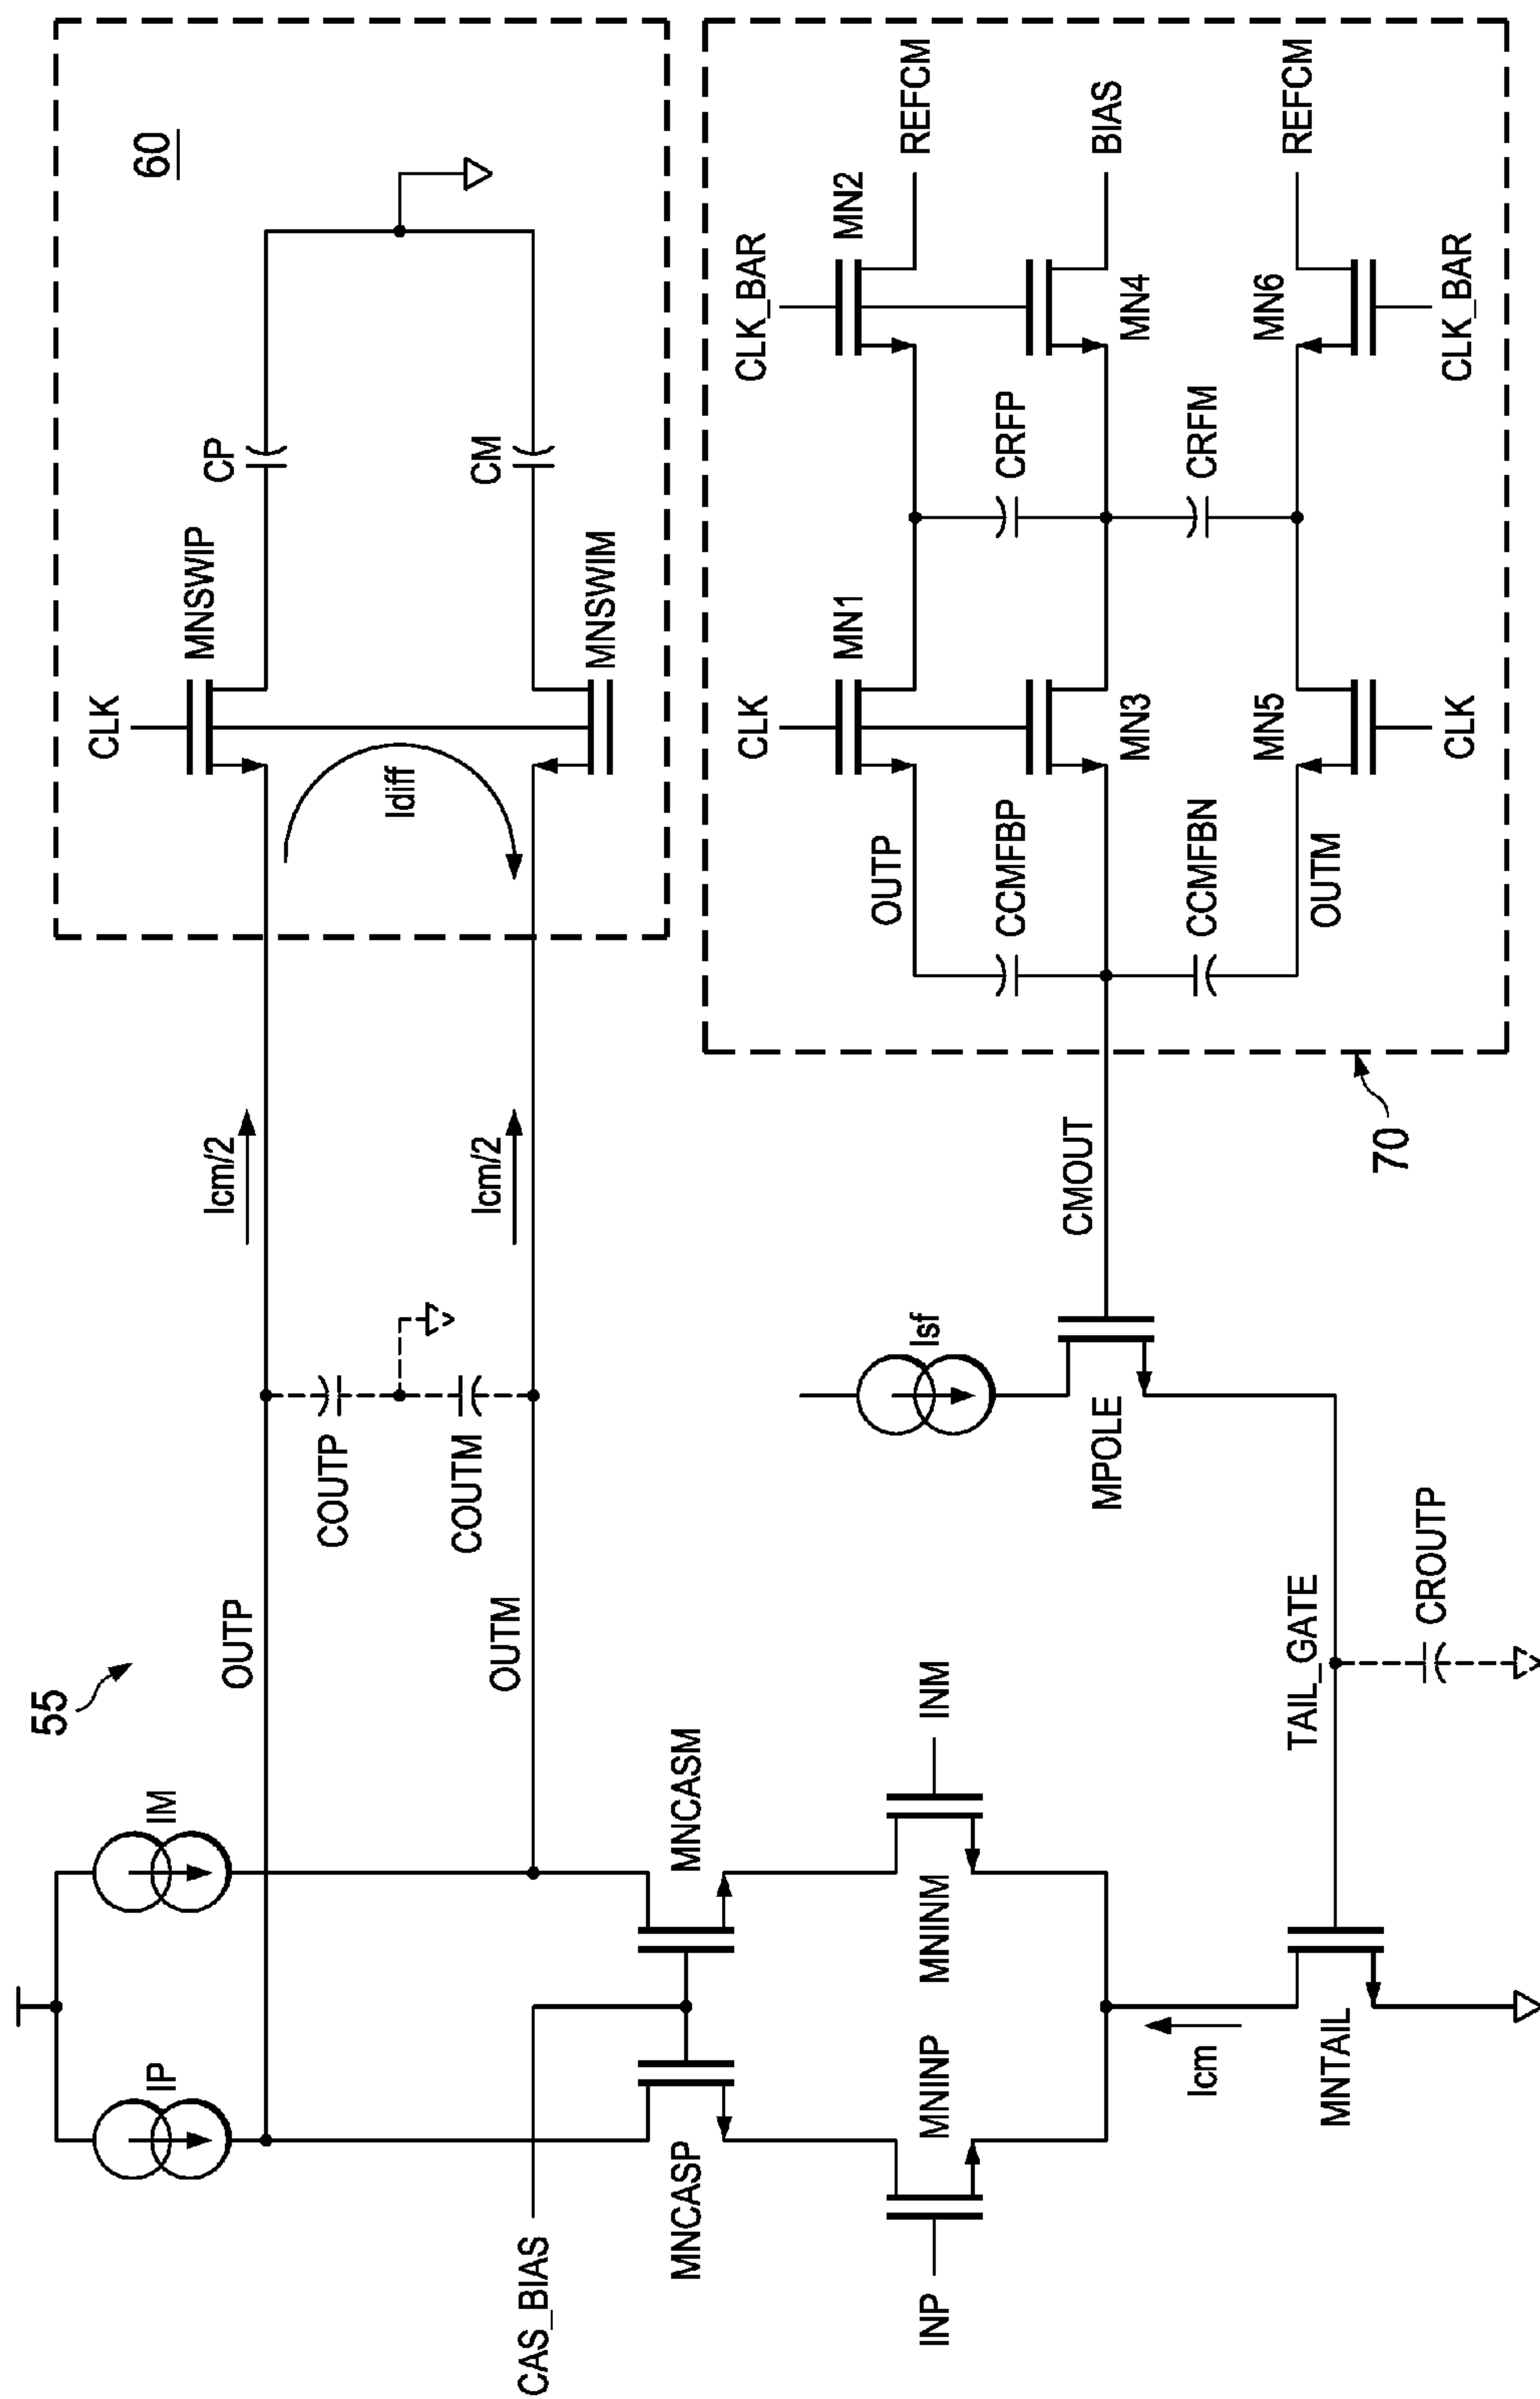 55
IP
IM
OUTP
COUTP
COUTM
OUTM
Icm/2
Icm/2
60
CLK
MNSWIP
CP
Idiff
MNSWIM
CM
CAS_BIAS
MNCASP
MNCASM
INP
MNINP
MNINM
INM
Icm
MNTAIL
TAIL_GATE
CROUTP
Isf
MPOLE
CMOUT
70
CLK
MN1
CLK_BAR
MN2
REFCM
OUTP
CCMFBP
CRFP
MN3
MN4
BIAS
CCMFBN
CRFM
OUTM
MN5
CLK
MN6
CLK_BAR
REFCM